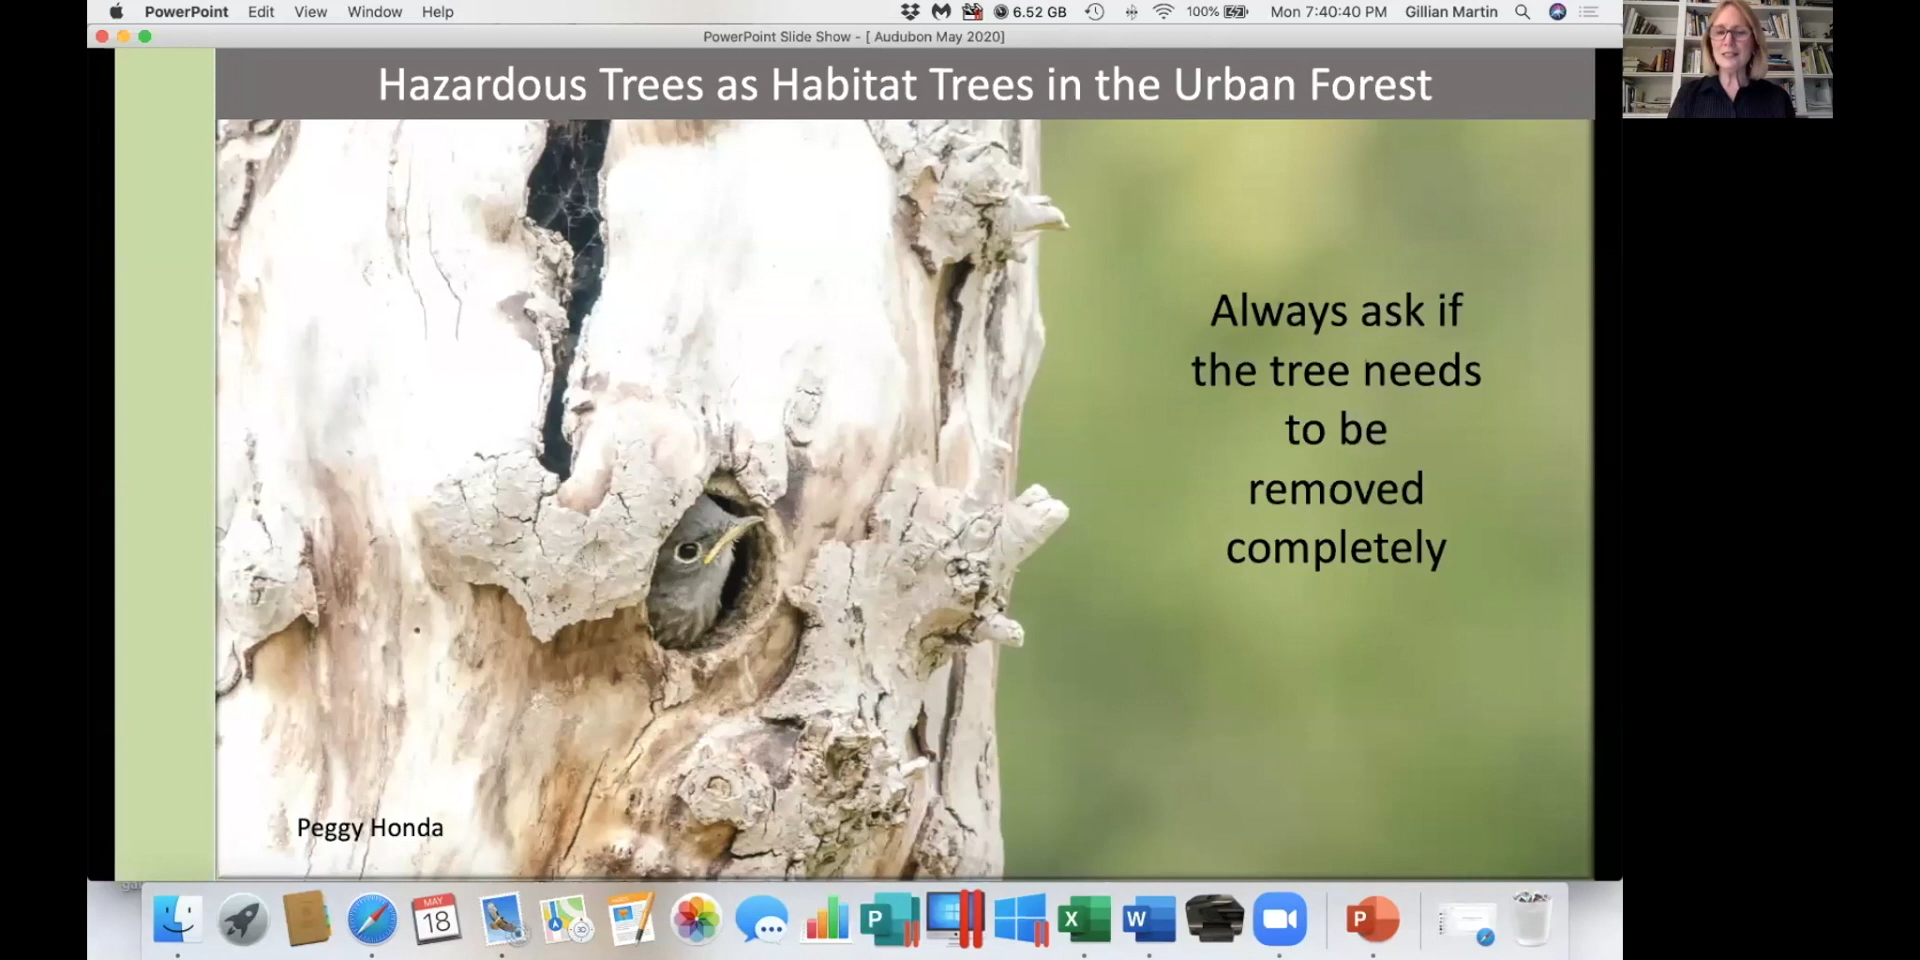 PowerPoint Edit View Window Help 6.52 GB 100% Mon 7:40:40 PM Gillian Martin
PowerPoint Slide Show - [ Audubon May 2020]
Hazardous Trees as Habitat Trees in the Urban Forest
Always ask if
the tree needs
to be
removed
completely
Peggy Honda
MAY
18
3D
P
X
W
P